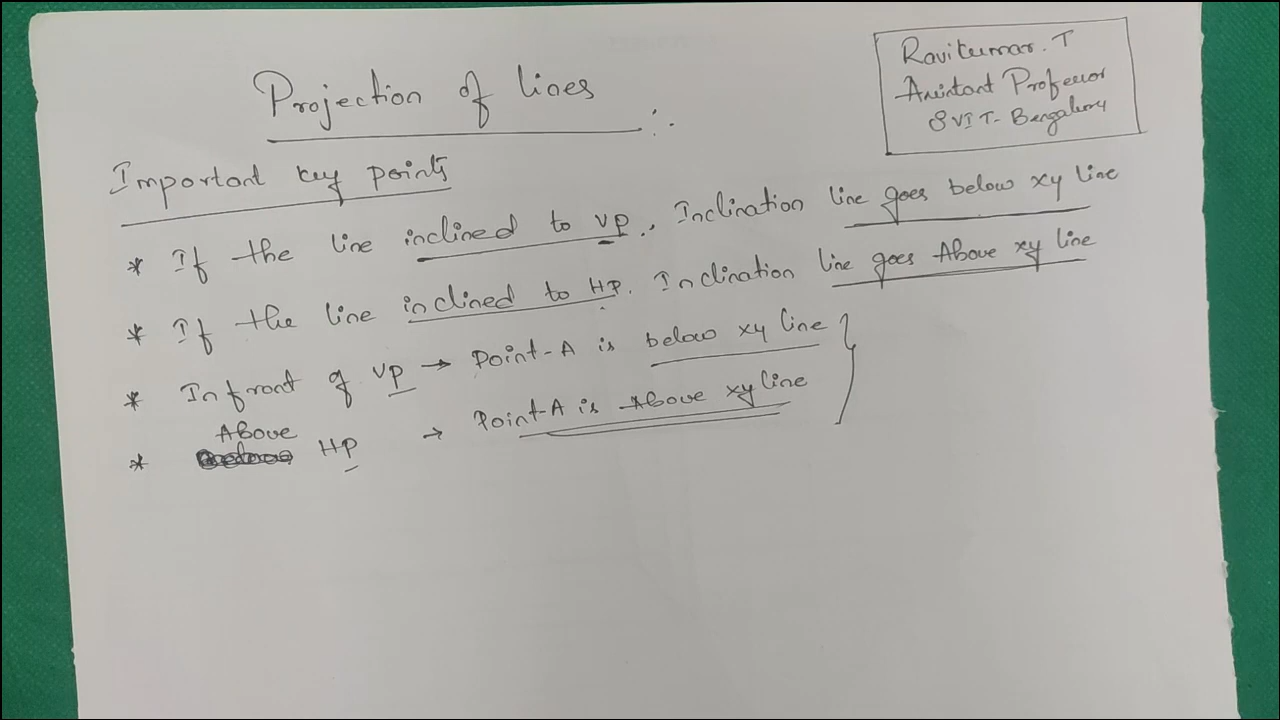 Projection of lines
Ravikumar. T
Assistant Professor
SVIT- Bengaluru
Important key points
* If the line inclined to VP., Inclination line goes below xy line
* If the line inclined to HP. Inclination line goes Above xy line
* Infront of VP → Point-A is below xy line
* Above HP → Point-A is Above xy line